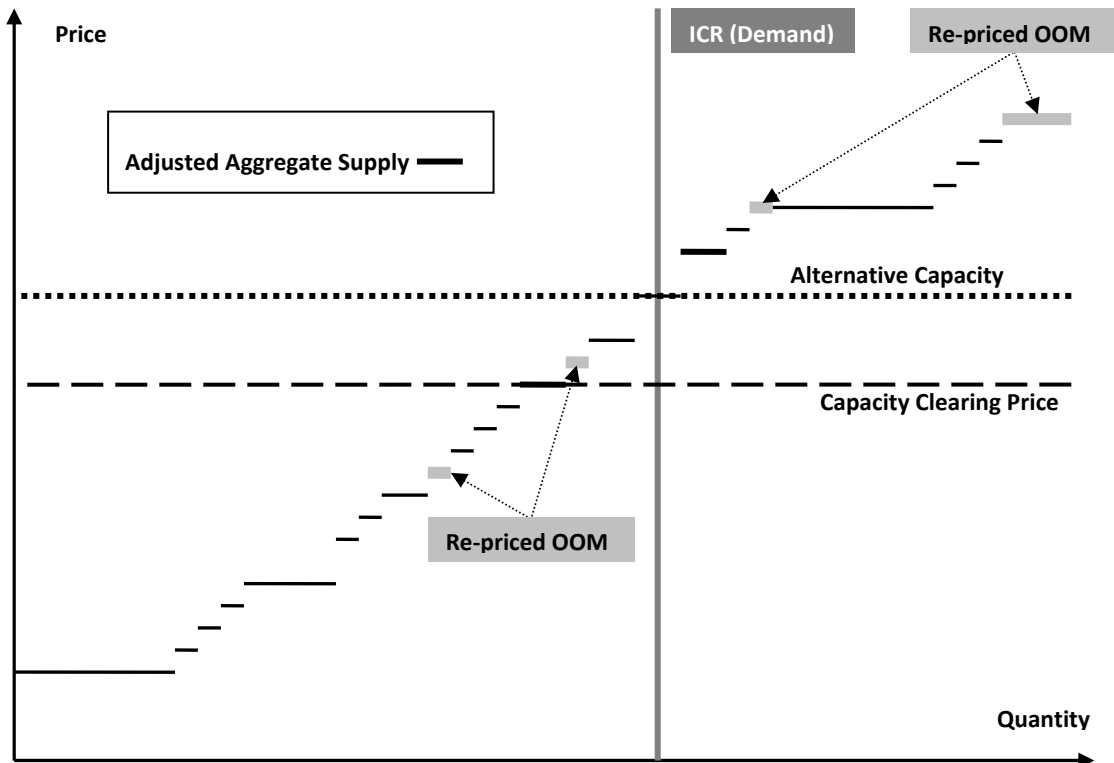 Price
ICR (Demand)
Re-priced OOM
Adjusted Aggregate Supply
Alternative Capacity
Capacity Clearing Price
Re-priced OOM
Quantity